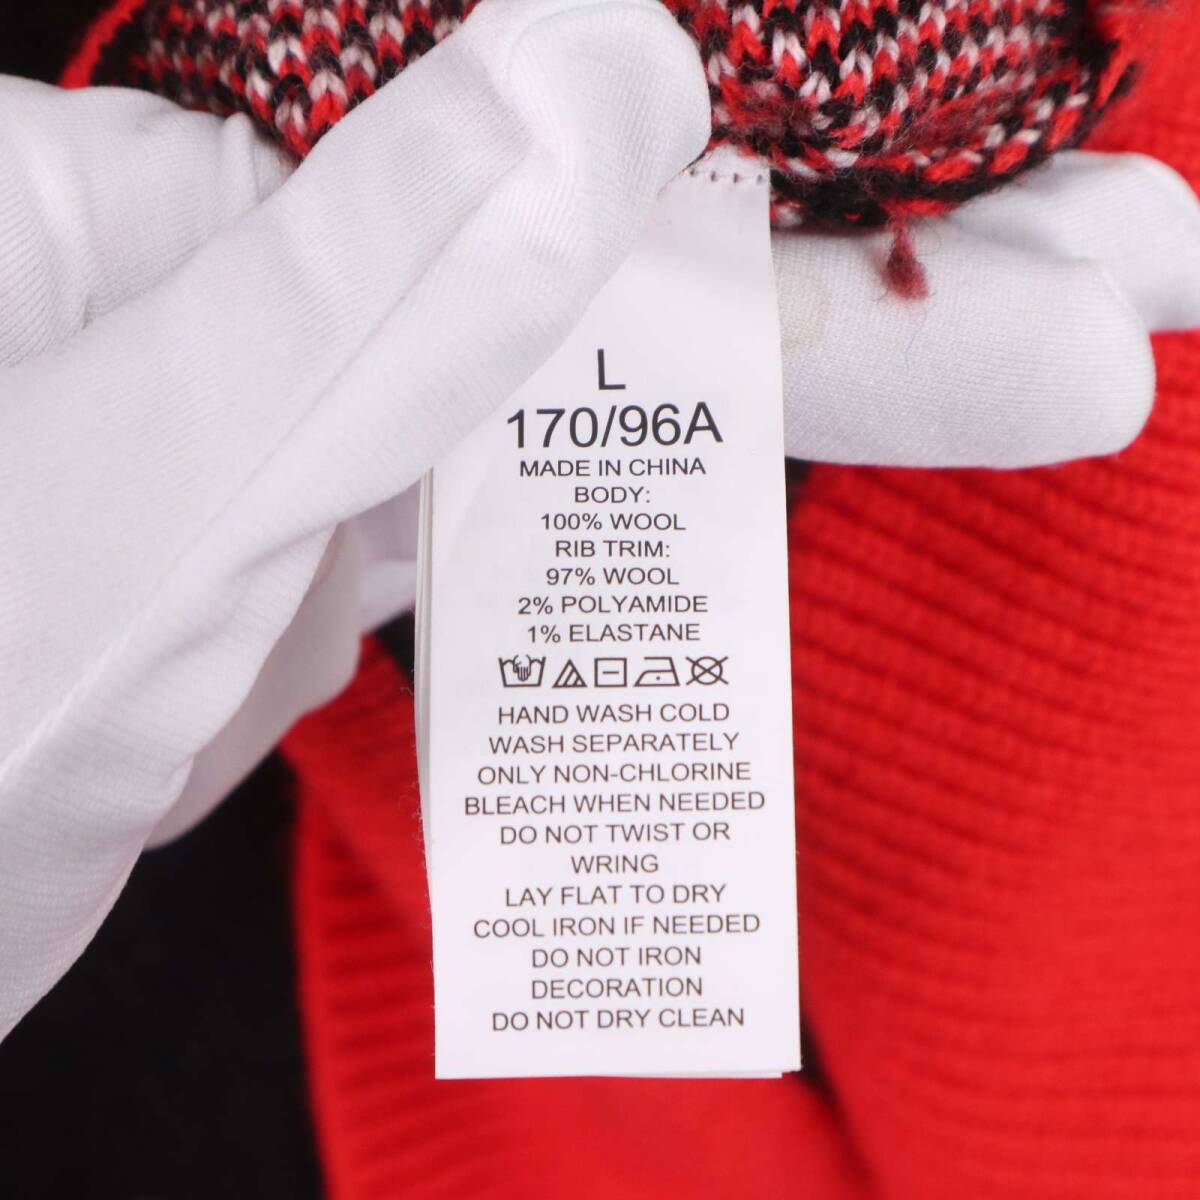 L
170/96A
MADE IN CHINA
BODY:
100% WOOL
RIB TRIM:
97% WOOL
2% POLYAMIDE
1% ELASTANE
HAND WASH COLD
WASH SEPARATELY
ONLY NON-CHLORINE
BLEACH WHEN NEEDED
DO NOT TWIST OR
WRING
LAY FLAT TO DRY
COOL IRON IF NEEDED
DO NOT IRON
DECORATION
DO NOT DRY CLEAN